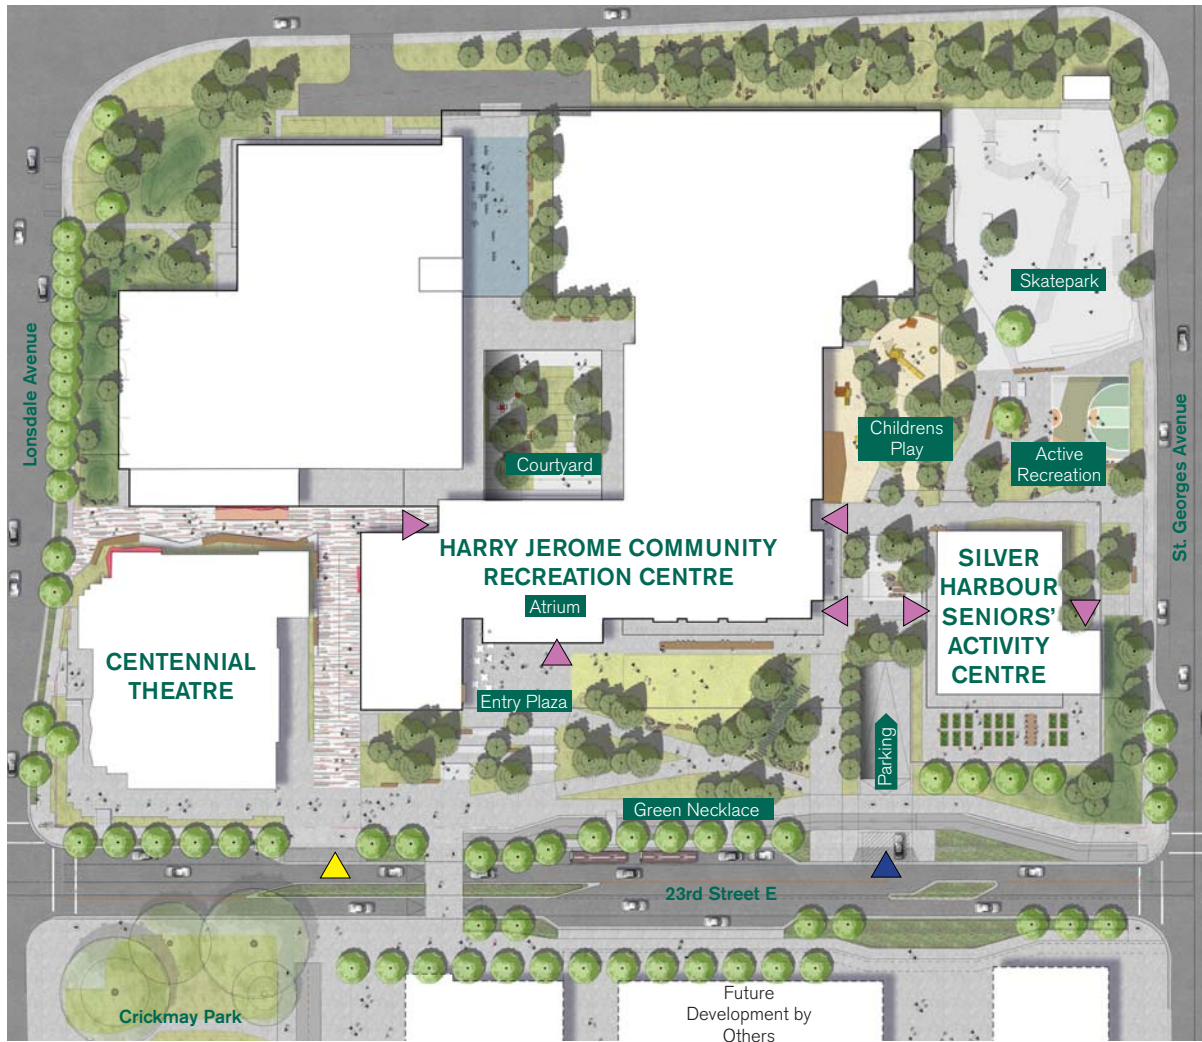 Skatepark
Lonsdale Avenue
St. Georges Avenue
Childrens
Play
Active
Recreation
Courtyard
HARRY JEROME COMMUNITY
RECREATION CENTRE
Atrium
SILVER
HARBOUR
SENIORS'
ACTIVITY
CENTRE
CENTENNIAL
THEATRE
Entry Plaza
Parking
Green Necklace
23rd Street E
Crickmay Park
Future
Development by
Others